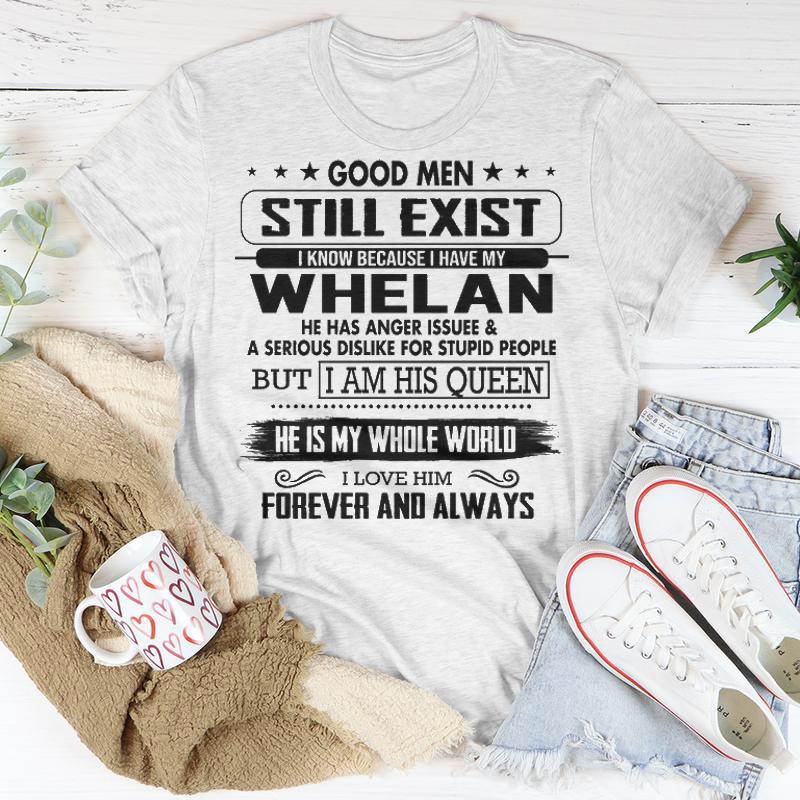 GOOD MEN
STILL EXIST
I KNOW BECAUSE I HAVE MY
WHELAN
HE HAS ANGER ISSUEE &
A SERIOUS DISLIKE FOR STUPID PEOPLE
BUT I AM HIS QUEEN
HE IS MY WHOLE WORLD
I LOVE HIM
FOREVER AND ALWAYS